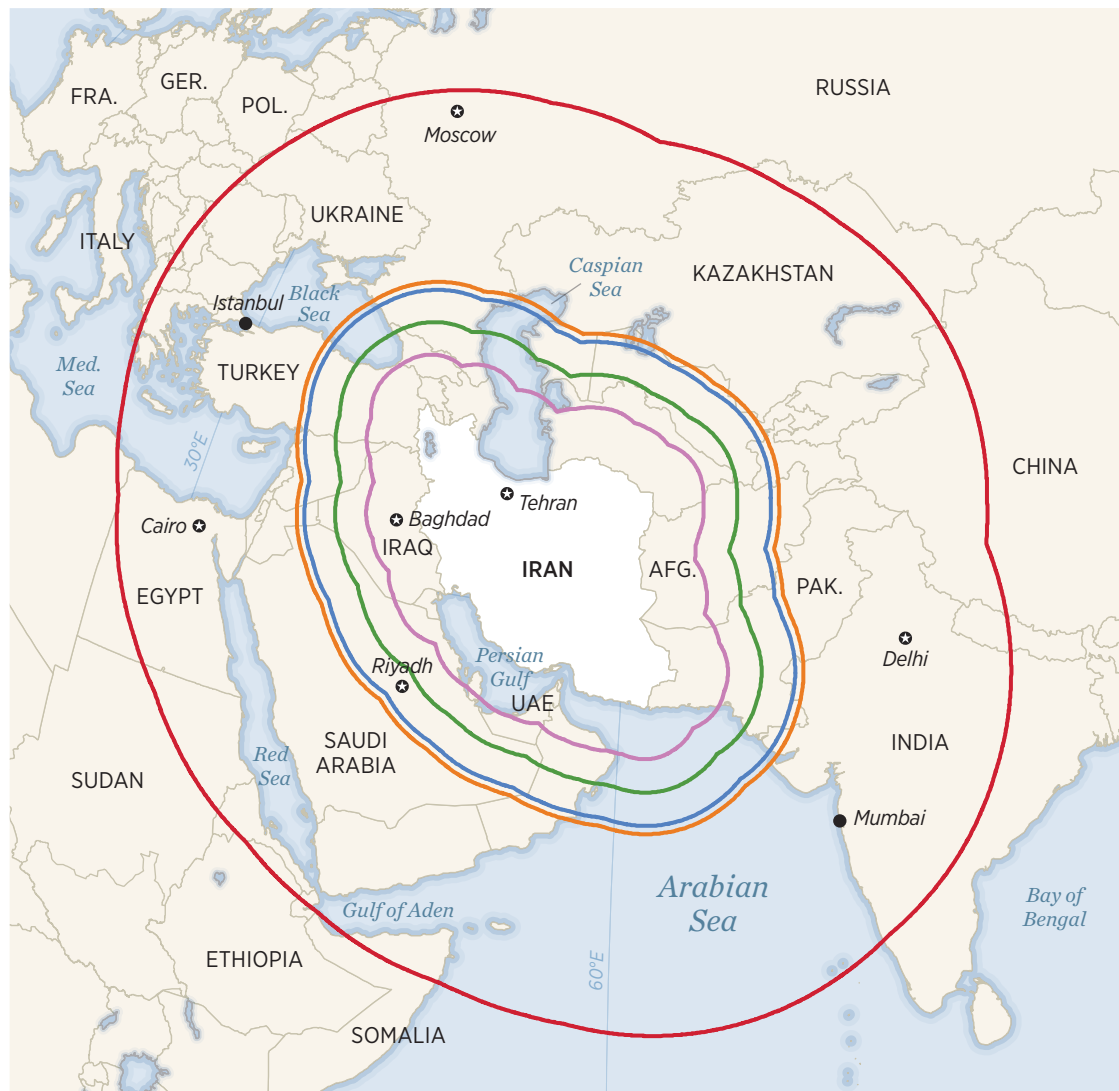 RUSSIA
GER.
FRA.
POL.
Moscow
UKRAINE
ITALY
Caspian
Sea
KAZAKHSTAN
Istanbul
Black
Sea
Med.
Sea
TURKEY
30°E
CHINA
Tehran
Cairo
Baghdad
IRAQ
IRAN
AFG.
PAK.
EGYPT
Delhi
Persian
Gulf
Riyadh
UAE
SAUDI
ARABIA
INDIA
Red
Sea
SUDAN
Mumbai
Arabian
Sea
Bay of
Bengal
Gulf of Aden
ETHIOPIA
60°E
SOMALIA